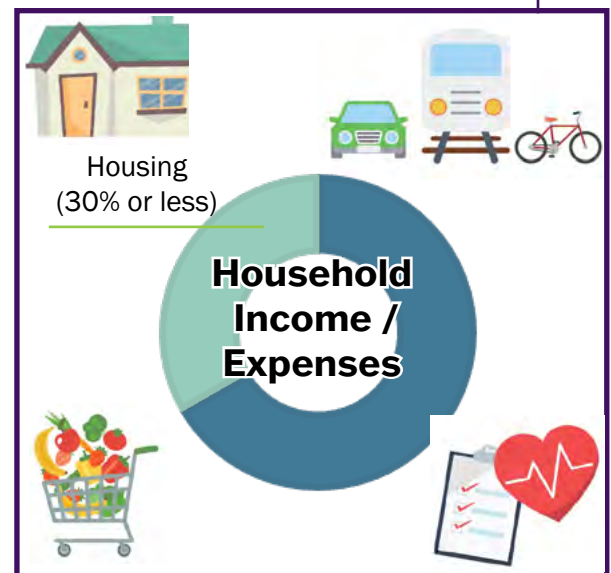 Housing
(30% or less)
Household
Income /
Expenses